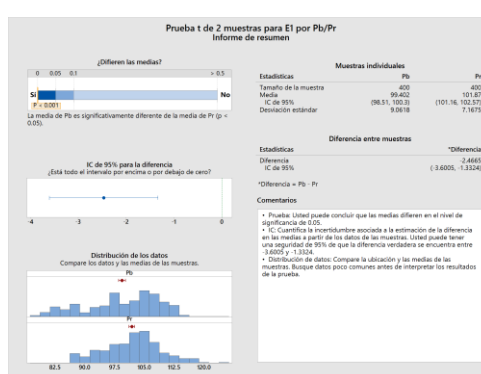 Prueba t de 2 muestras para E1 por Pb/Pr
Informe de resumen
¿Difieren las medias?
0 0.05 0.1 > 0.5
Sí No
P < 0.001
La media de Pb es significativamente diferente de la media de Pr (p <
0.05).
IC de 95% para la diferencia
¿Está todo el intervalo por encima o por debajo de cero?
-4 -3 -2 -1 0
Distribución de los datos
Compare los datos y las medias de las muestras.
Pb
Pr
82.5 90.0 97.5 105.0 112.5 120.0
Muestras individuales
Estadísticas Pb Pr
Tamaño de la muestra 400 400
Media 99.402 101.87
IC de 95% (98.51, 100.3) (101.16, 102.57)
Desviación estándar 9.0618 7.1673
Diferencia entre muestras
Estadísticas *Diferencia
Diferencia -2.4665
IC de 95% (-3.6005, -1.3324)
*Diferencia = Pb - Pr
Comentarios
• Prueba: Usted puede concluir que las medias difieren en el nivel de
significancia de 0.05.
• IC: Cuantifica la incertidumbre asociada a la estimación de la diferencia
en las medias a partir de los datos de las muestras. Usted puede tener
una seguridad de 95% de que la diferencia verdadera se encuentra entre
-3.6005 y -1.3324.
• Distribución de datos: Compare la ubicación y las medias de las
muestras. Busque datos poco comunes antes de interpretar los resultados
de la prueba.